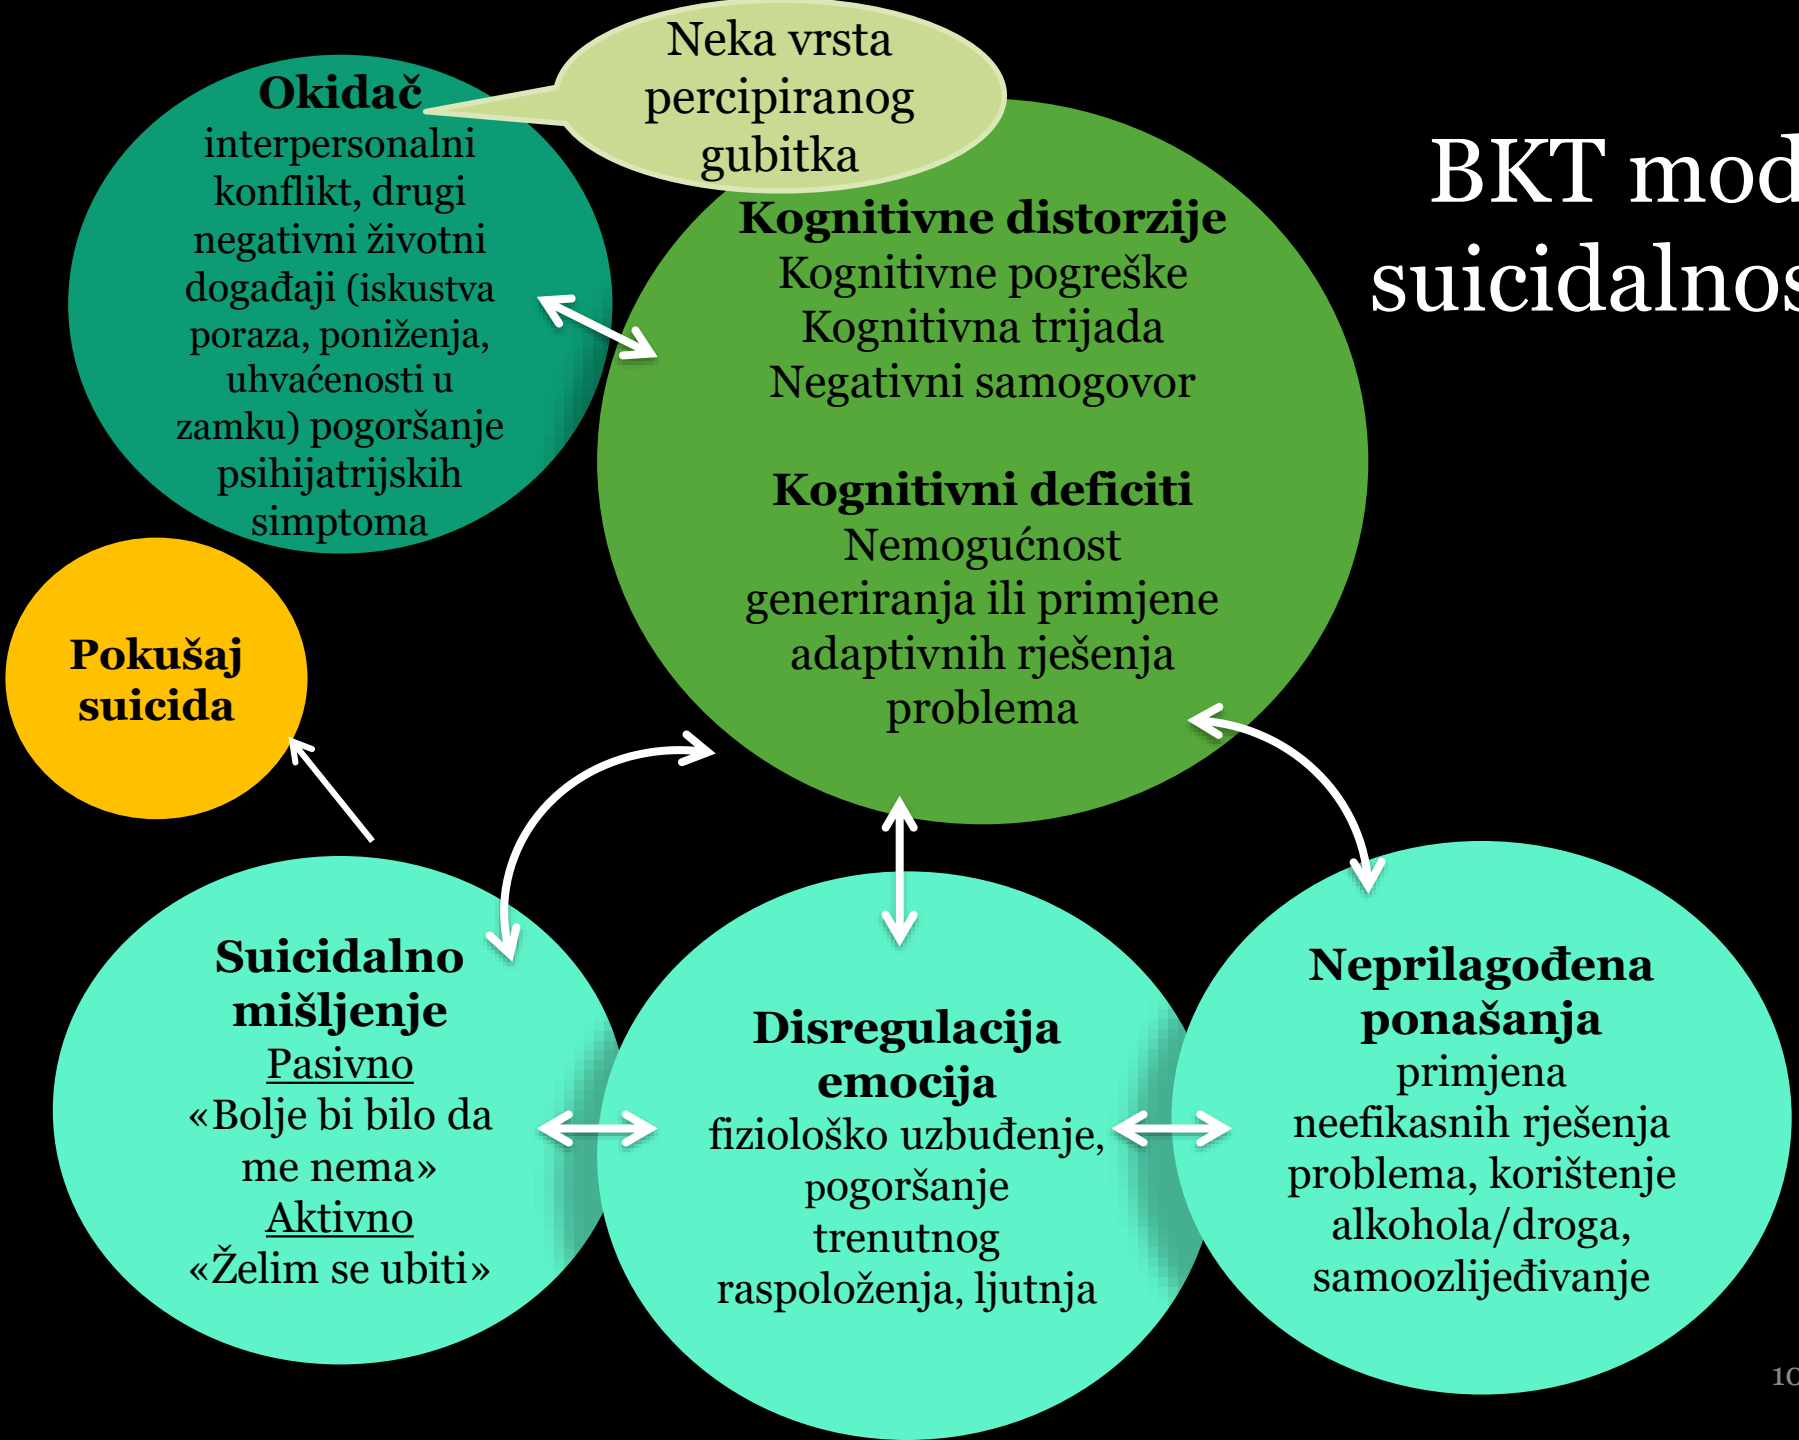 Neka vrsta
percipiranog
gubitka
Okidač
interpersonalni
konflikt, drugi
negativni životni
događaji (iskustva
poraza, poniženja,
uhvaćenosti u
zamku) pogoršanje
psihijatrijskih
simptoma
BKT mod
suicidalnos
Kognitivne distorzije
Kognitivne pogreške
Kognitivna trijada
Negativni samogovor
Kognitivni deficiti
Nemogućnost
generiranja ili primjene
adaptivnih rješenja
problema
Pokušaj
suicida
Suicidalno
mišljenje
Pasivno
«Bolje bi bilo da
me nema»
Aktivno
«Želim se ubiti»
Disregulacija
emocija
fiziološko uzbuđenje,
pogoršanje
trenutnog
raspoloženja, ljutnja
Neprilagođena
ponašanja
primjena
neefikasnih rješenja
problema, korištenje
alkohola/droga,
samoozlijeđivanje
10